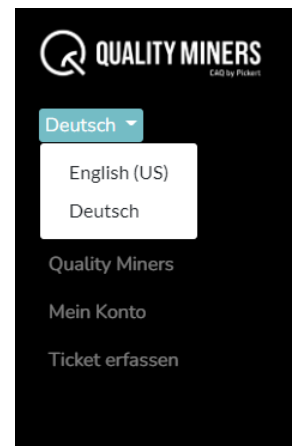 QUALITY MINERS
CAQ by Pickert
Deutsch
English (US)
Deutsch
Quality Miners
Mein Konto
Ticket erfassen